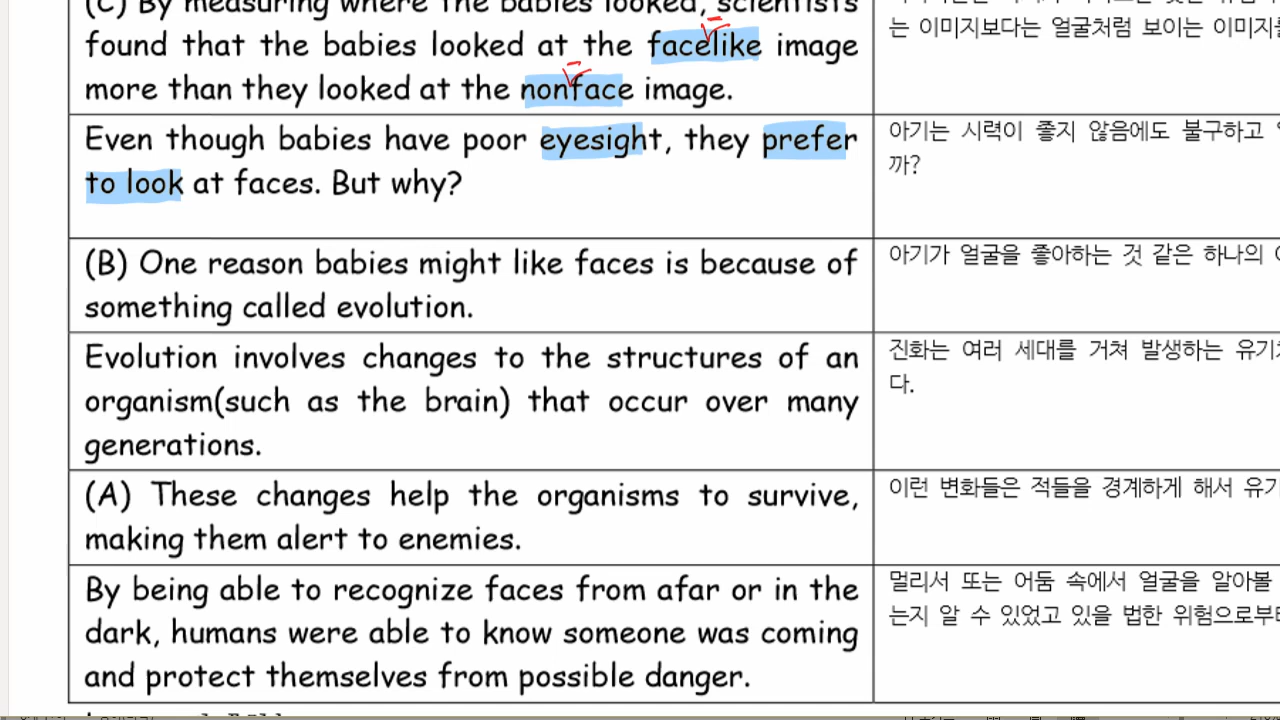 (C) By measuring where the babies looked, scientists
found that the babies looked at the facelike image
more than they looked at the nonface image.
는 이미지보다는 얼굴처럼 보이는 이미지를
Even though babies have poor eyesight, they prefer
to look at faces. But why?
아기는 시력이 좋지 않음에도 불구하고
까?
(B) One reason babies might like faces is because of
something called evolution.
아기가 얼굴을 좋아하는 것 같은 하나의
Evolution involves changes to the structures of an
organism(such as the brain) that occur over many
generations.
진화는 여러 세대를 거쳐 발생하는 유기
다.
(A) These changes help the organisms to survive,
making them alert to enemies.
이런 변화들은 적들을 경계하게 해서 유기
By being able to recognize faces from afar or in the
dark, humans were able to know someone was coming
and protect themselves from possible danger.
멀리서 또는 어둠 속에서 얼굴을 알아볼
는지 알 수 있었고 있을 법한 위험으로부터